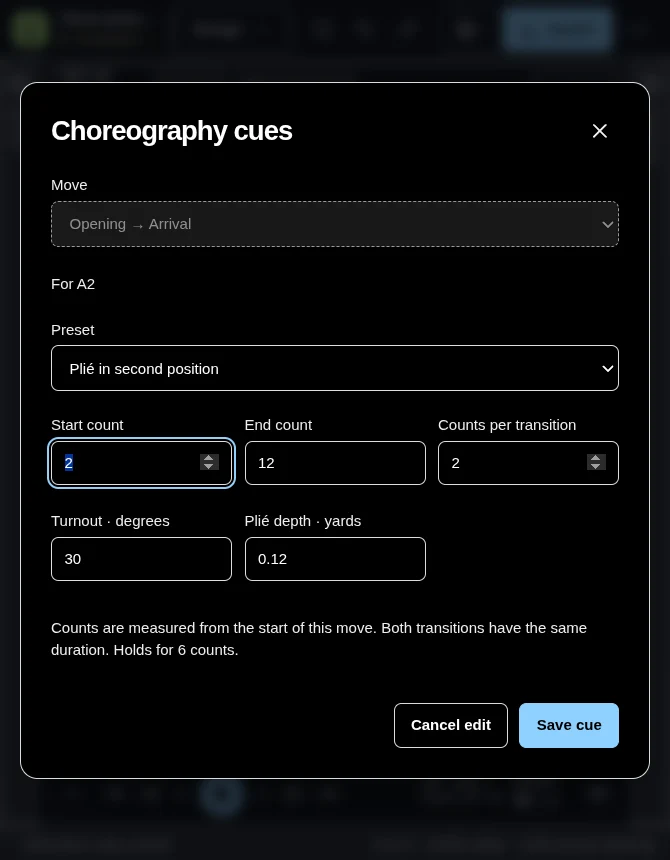 Choreography cues
Move
Opening → Arrival
For A2
Preset
Plié in second position
Start count
End count
Counts per transition
2
12
2
Turnout · degrees
Plié depth · yards
30
0.12
Counts are measured from the start of this move. Both transitions have the same
duration. Holds for 6 counts.
Cancel edit
Save cue